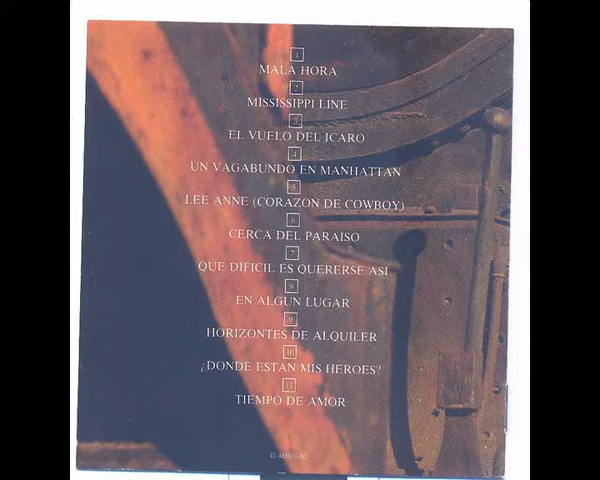 1
MALA HORA
2
MISSISSIPPI LINE
3
EL VUELO DEL ICARO
4
UN VAGABUNDO EN MANHATTAN
5
LEE ANNE (CORAZON DE COWBOY)
6
CERCA DEL PARAISO
7
QUE DIFICIL ES QUERERSE ASI
8
EN ALGUN LUGAR
9
HORIZONTES DE ALQUILER
10
¿DONDE ESTAN MIS HEROES?
11
TIEMPO DE AMOR